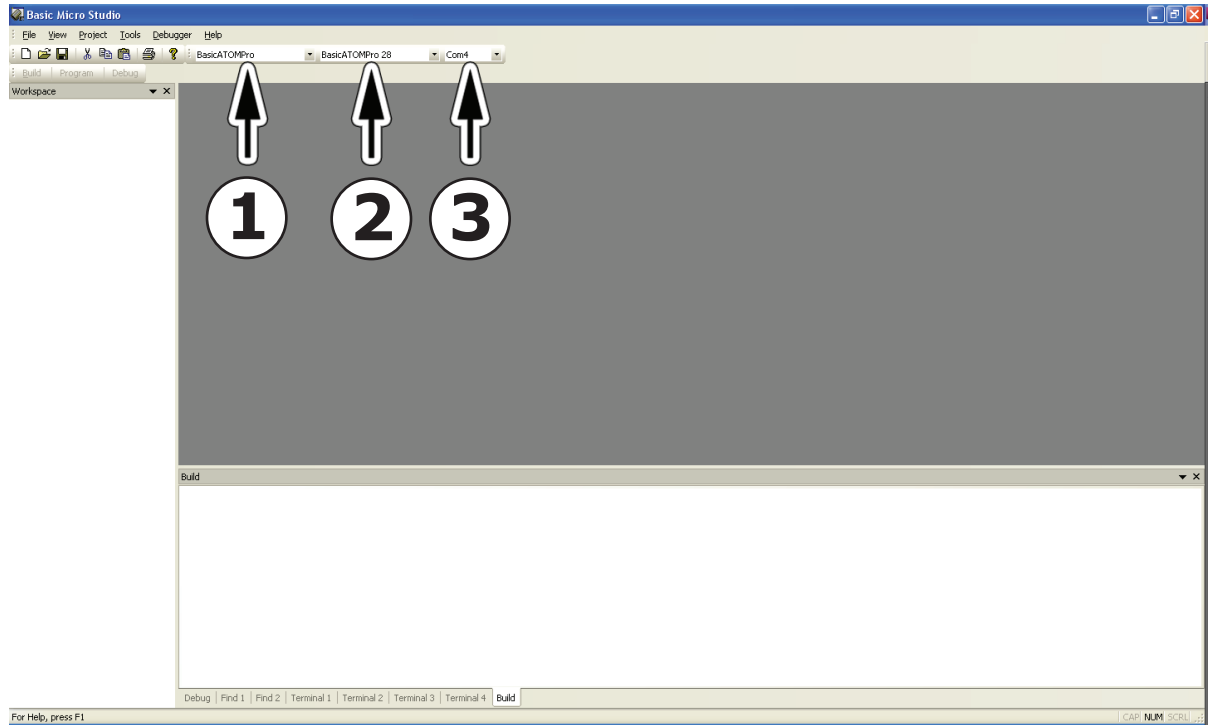 Basic Micro Studio
File View Project Tools Debugger Help
BasicATOMPro BasicATOMPro 28 Com4
Build Program Debug
Workspace
1 2 3
Build
Debug Find 1 Find 2 Terminal 1 Terminal 2 Terminal 3 Terminal 4 Build
For Help, press F1 CAP NUM SCRL